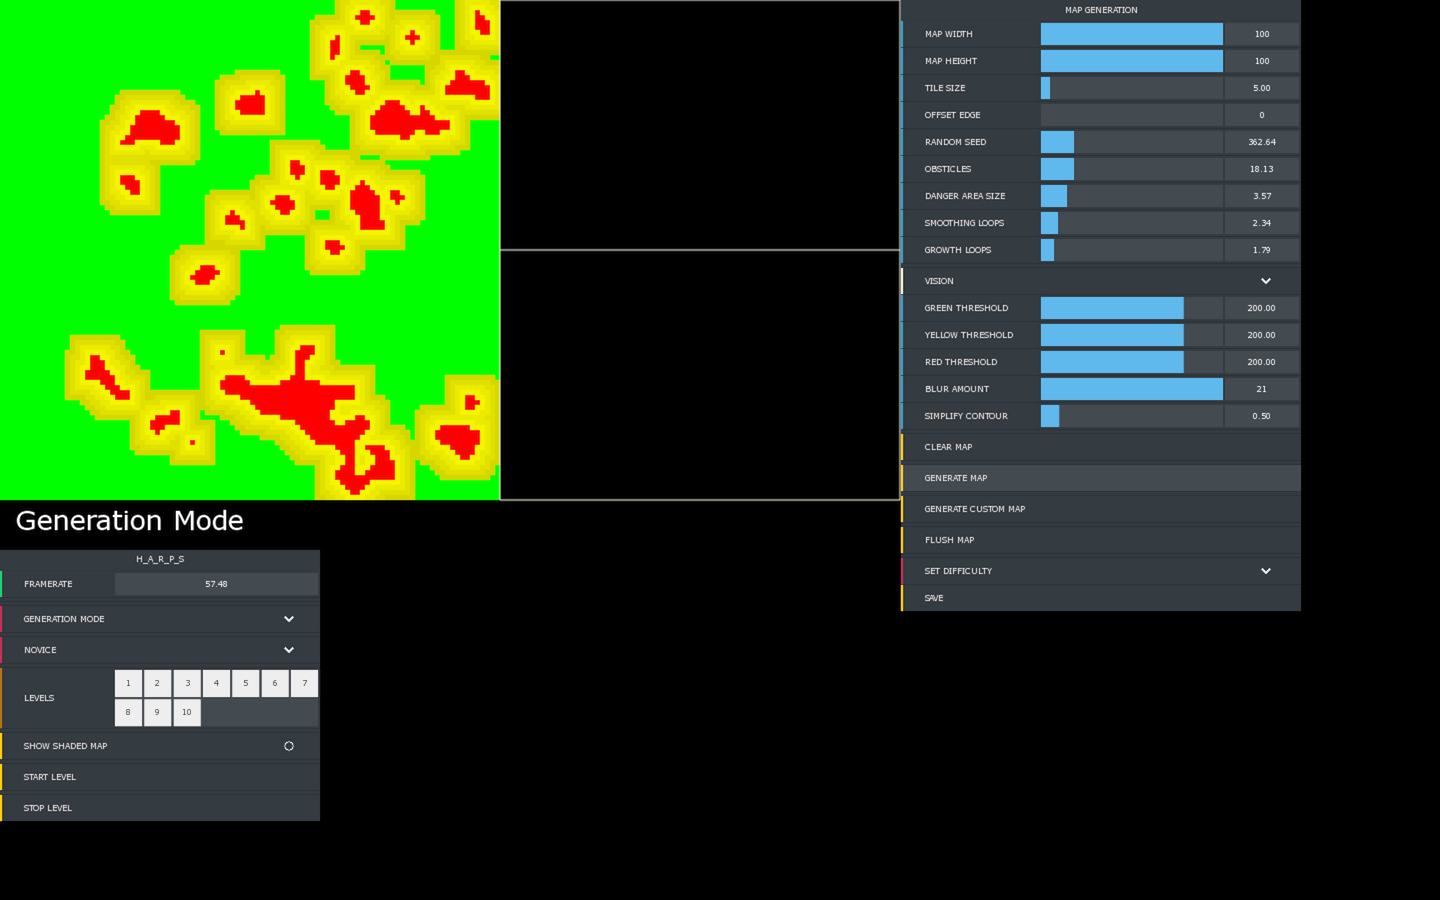 MAP GENERATION
MAP WIDTH 100
MAP HEIGHT 100
TILE SIZE 5.00
OFFSET EDGE 0
RANDOM SEED 362.64
OBSTICLES 18.13
DANGER AREA SIZE 3.57
SMOOTHING LOOPS 2.34
GROWTH LOOPS 1.79
VISION
GREEN THRESHOLD 200.00
YELLOW THRESHOLD 200.00
RED THRESHOLD 200.00
BLUR AMOUNT 21
SIMPLIFY CONTOUR 0.50
CLEAR MAP
GENERATE MAP
GENERATE CUSTOM MAP
FLUSH MAP
SET DIFFICULTY
SAVE
Generation Mode
H_A_R_P_S
FRAMERATE 57.48
GENERATION MODE
NOVICE
LEVELS 1 2 3 4 5 6 7
8 9 10
SHOW SHADED MAP
START LEVEL
STOP LEVEL